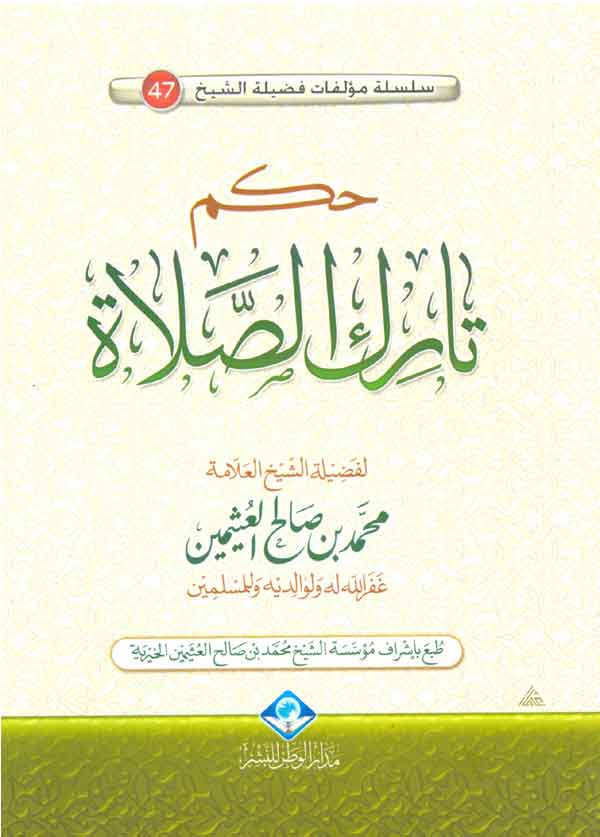 سلسلة مؤلفات فضيلة الشيخ 47
حكم
تارك الصلاة
لفضيلة الشيخ العلامة
محمد بن صالح العثيمين
غفر الله له ولوالديه وللمسلمين
طبع بإشراف مؤسسة الشيخ محمد بن صالح العثيمين الخيرية
مدار الوطن للنشر